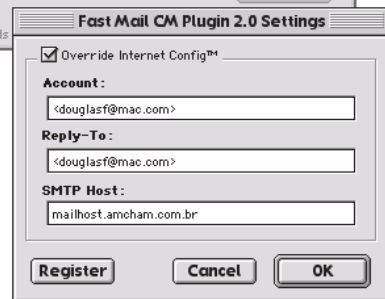 Fast Mail CM Plugin 2.0 Settings
Override Internet Config™
Account:
<douglasf@mac.com>
Reply-To:
<douglasf@mac.com>
SMTP Host:
mailhost.amcham.com.br
Register
Cancel
OK